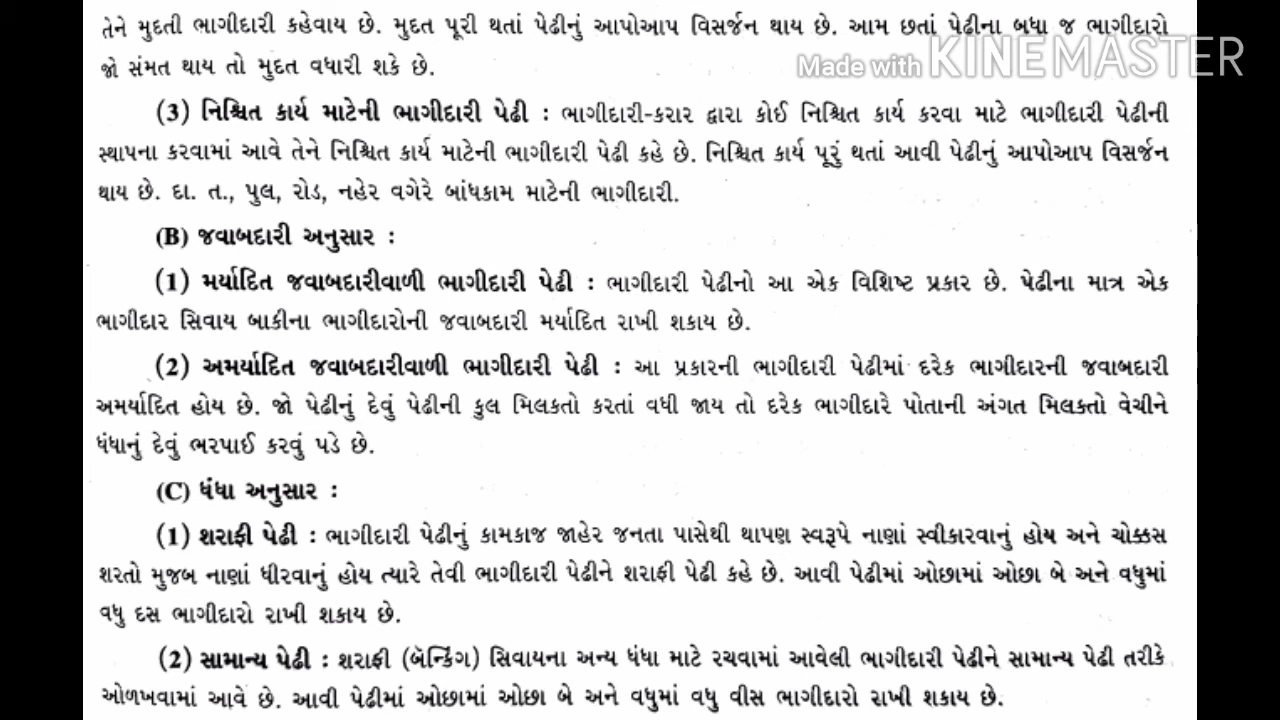 તેને મુદતી ભાગીદારી કહેવાય છે. મુદત પૂરી થતાં પેઢીનું આપોઆપ વિસર્જન થાય છે. આમ છતાં પેઢીના બધા જ ભાગીદારો
જો સંમત થાય તો મુદત વધારી શકે છે.
Made with KINEMASTER
(3) નિશ્ચિત કાર્ય માટેની ભાગીદારી પેઢી : ભાગીદારી-કરાર દ્વારા કોઈ નિશ્ચિત કાર્ય કરવા માટે ભાગીદારી પેઢીની
સ્થાપના કરવામાં આવે તેને નિશ્ચિત કાર્ય માટેની ભાગીદારી પેઢી કહે છે. નિશ્ચિત કાર્ય પૂરું થતાં આવી પેઢીનું આપોઆપ વિસર્જન
થાય છે. દા. ત., પુલ, રોડ, નહેર વગેરે બાંધકામ માટેની ભાગીદારી.
(B) જવાબદારી અનુસાર :
(1) મર્યાદિત જવાબદારીવાળી ભાગીદારી પેઢી : ભાગીદારી પેઢીનો આ એક વિશિષ્ટ પ્રકાર છે. પેઢીના માત્ર એક
ભાગીદાર સિવાય બાકીના ભાગીદારોની જવાબદારી મર્યાદિત રાખી શકાય છે.
(2) અમર્યાદિત જવાબદારીવાળી ભાગીદારી પેઢી : આ પ્રકારની ભાગીદારી પેઢીમાં દરેક ભાગીદારની જવાબદારી
અમર્યાદિત હોય છે. જો પેઢીનું દેવું પેઢીની કુલ મિલકતો કરતાં વધી જાય તો દરેક ભાગીદારે પોતાની અંગત મિલકતો વેચીને
ધંધાનું દેવું ભરપાઈ કરવું પડે છે.
(C) ધંધા અનુસાર :
(1) શરાફી પેઢી : ભાગીદારી પેઢીનું કામકાજ જાહેર જનતા પાસેથી થાપણ સ્વરૂપે નાણાં સ્વીકારવાનું હોય અને ચોક્કસ
શરતો મુજબ નાણાં ધીરવાનું હોય ત્યારે તેવી ભાગીદારી પેઢીને શરાફી પેઢી કહે છે. આવી પેઢીમાં ઓછામાં ઓછા બે અને વધુમાં
વધુ દસ ભાગીદારો રાખી શકાય છે.
(2) સામાન્ય પેઢી : શરાફી (બૅન્કિંગ) સિવાયના અન્ય ધંધા માટે રચવામાં આવેલી ભાગીદારી પેઢીને સામાન્ય પેઢી તરીકે
ઓળખવામાં આવે છે. આવી પેઢીમાં ઓછામાં ઓછા બે અને વધુમાં વધુ વીસ ભાગીદારો રાખી શકાય છે.